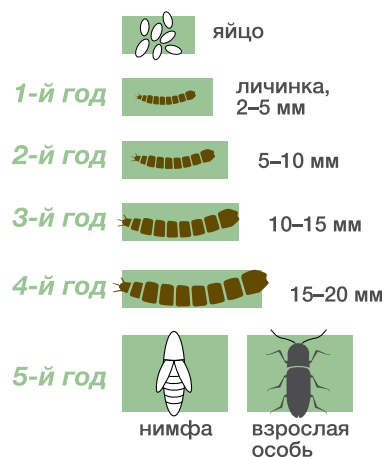 яйцо
1-й год
личинка,
2–5 мм
2-й год
5–10 мм
3-й год
10–15 мм
4-й год
15–20 мм
5-й год
нимфа
взрослая
особь